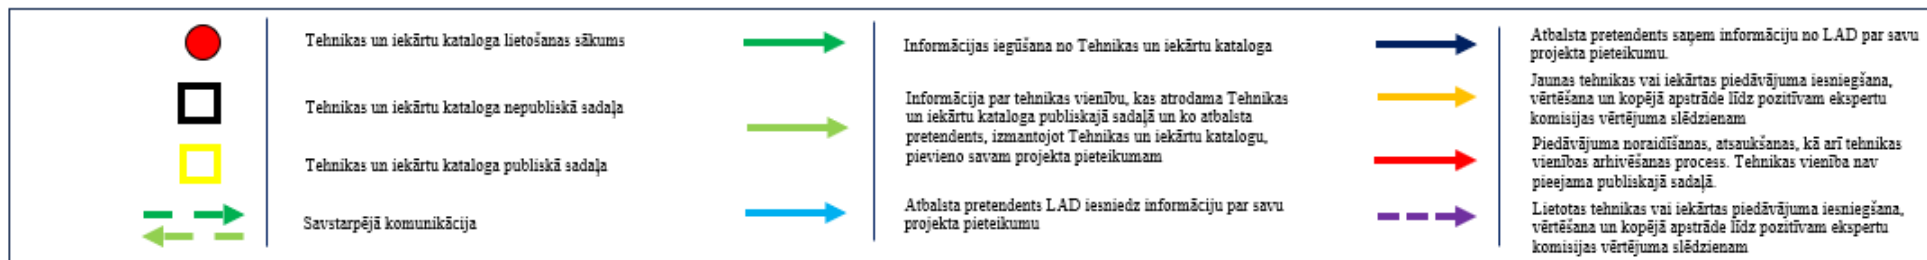 Tehnikas un iekārtu kataloga lietošanas sākums
Tehnikas un iekārtu kataloga nepubliskā sadaļa
Tehnikas un iekārtu kataloga publiskā sadaļa
Savstarpējā komunikācija
Informācijas iegūšana no Tehnikas un iekārtu kataloga
Informācija par tehnikas vienību, kas atrodama Tehnikas
un iekārtu kataloga publiskajā sadaļā un ko atbalsta
pretendents, izmantojot Tehnikas un iekārtu katalogu,
pievieno savam projekta pieteikumam
Atbalsta pretendents LAD iesniedz informāciju par savu
projekta pieteikumu
Atbalsta pretendents saņem informāciju no LAD par savu
projekta pieteikumu.
Jaunas tehnikas vai iekārtas piedāvājuma iesniegšana,
vērtēšana un kopējā apstrāde līdz pozitīvam ekspertu
komisijas vērtējuma slēdzienam
Piedāvājuma noraidīšanas, atsaukšanas, kā arī tehnikas
vienības arhivēšanas process. Tehnikas vienība nav
pieejama publiskajā sadaļā.
Lietotas tehnikas vai iekārtas piedāvājuma iesniegšana,
vērtēšana un kopējā apstrāde līdz pozitīvam ekspertu
komisijas vērtējuma slēdzienam